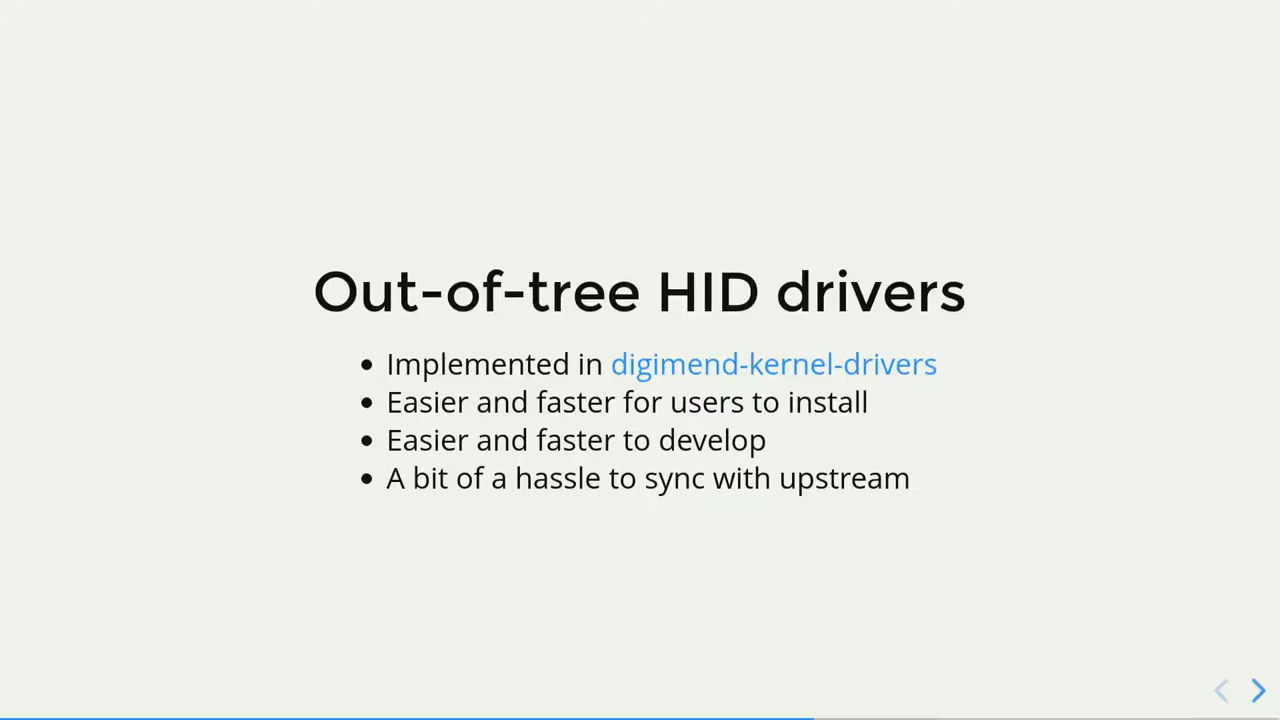 Out-of-tree HID drivers
• Implemented in digimend-kernel-drivers
• Easier and faster for users to install
• Easier and faster to develop
• A bit of a hassle to sync with upstream